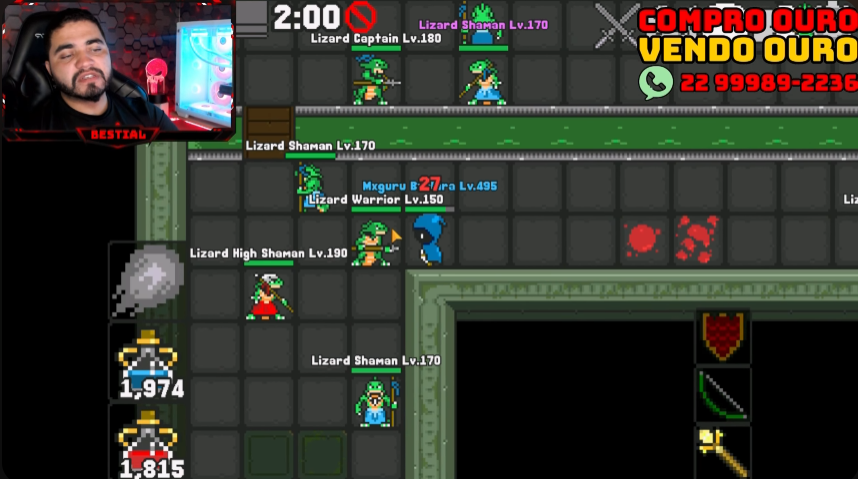 2:00
COMPRO OURO
Lizard Shaman Lv.170
Lizard Captain Lv.180
VENDO OURO
22 99989-2236
BESTIAL
Lizard Shaman Lv.170
27
Lv.495
Lizard Warrior Lv.150
Lizard High Shaman Lv.190
Lizard Shaman Lv.170
1,974
1,815